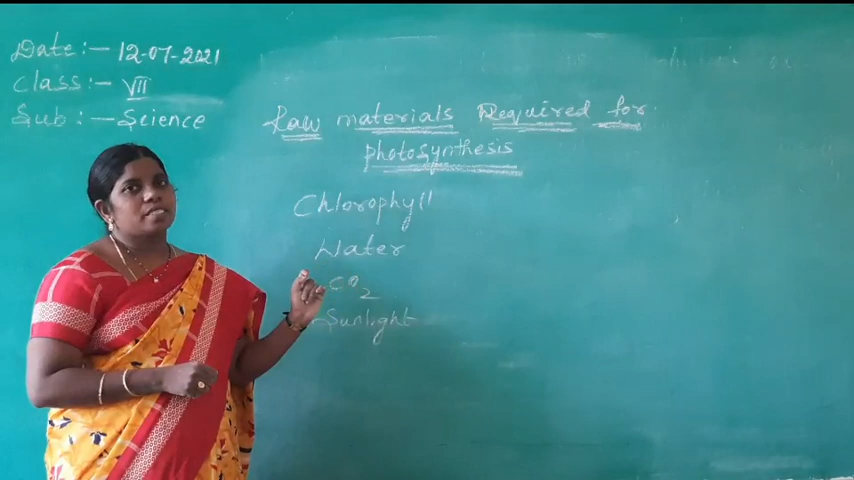 Date:- 12-07-2021
Class:- VII
Sub:- Science
Raw materials Required for
photosynthesis
Chlorophyll
Water
CO2
Sunlight